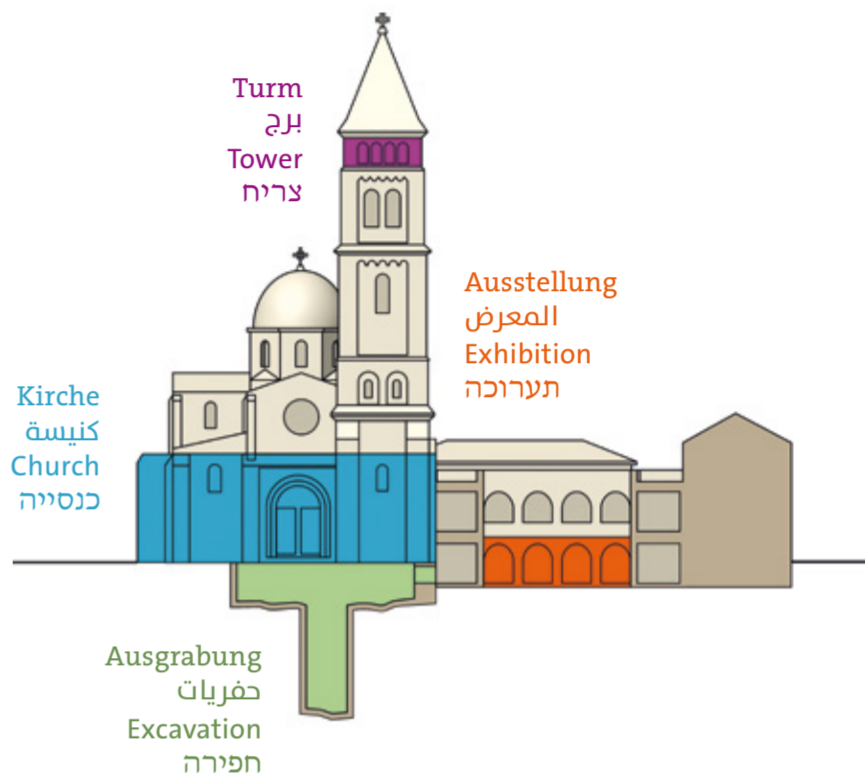 Turm
برج
Tower
צריח
Ausstellung
المعرض
Exhibition
תערוכה
Kirche
كنيسة
Church
כנסייה
Ausgrabung
حفريات
Excavation
חפירה